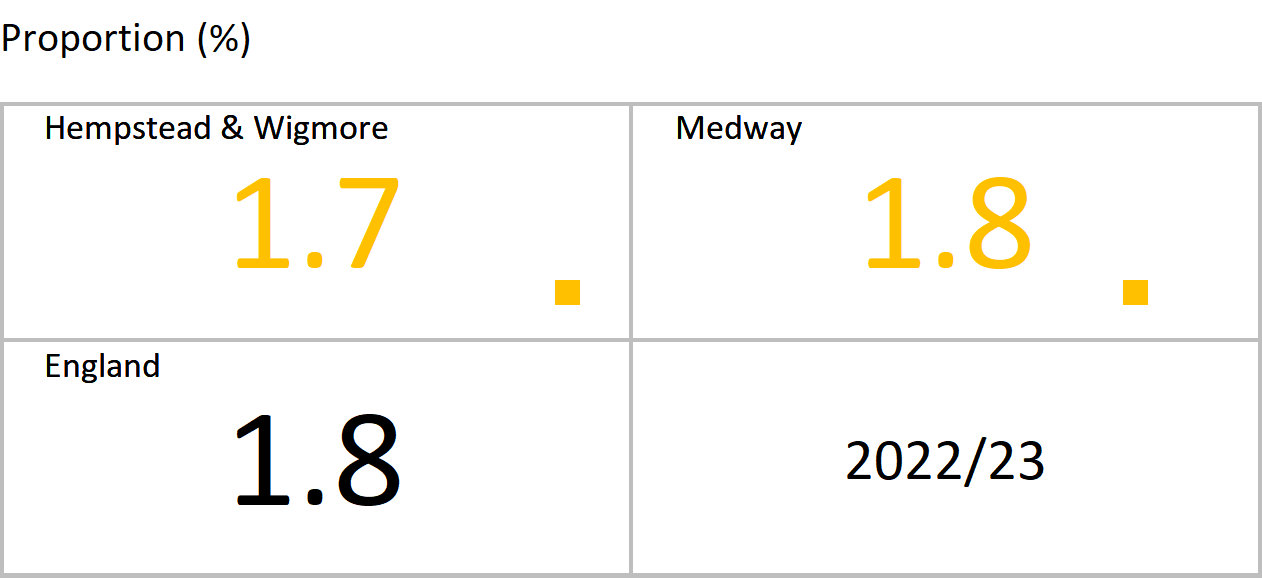 Proportion (%)
Hempstead & Wigmore
1.7
Medway
1.8
England
1.8
2022/23